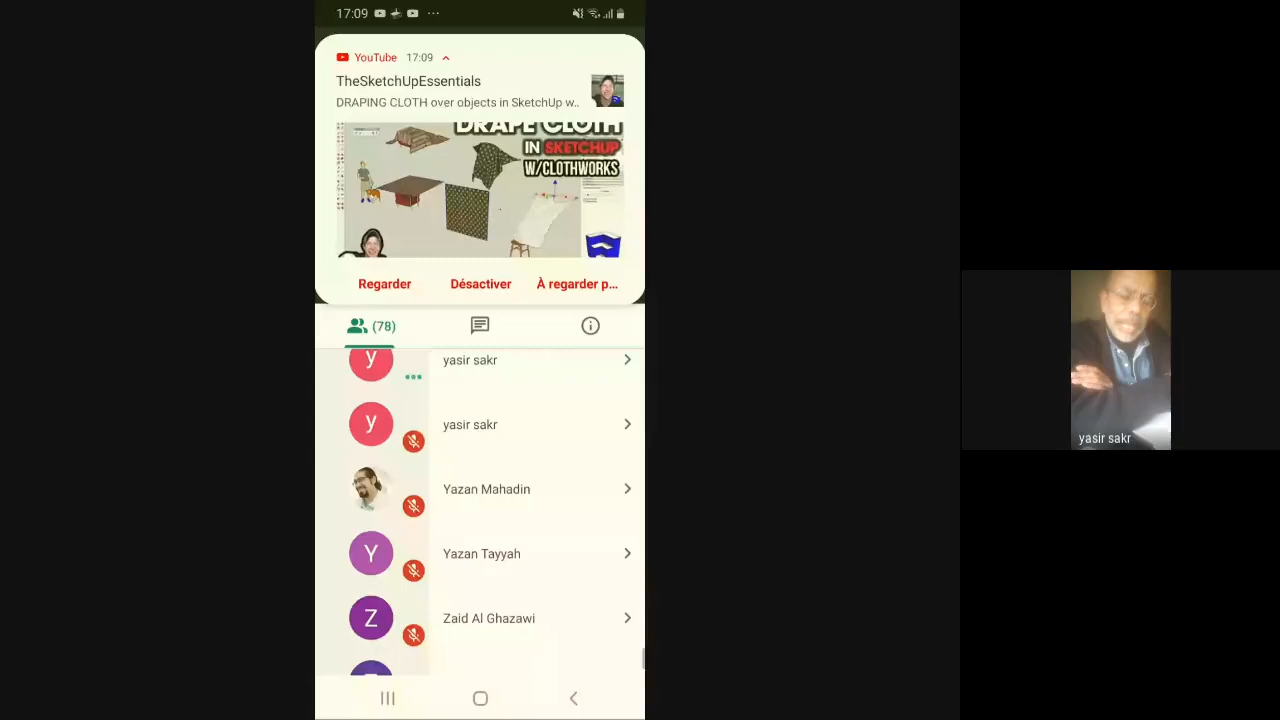 17:09
YouTube 17:09
TheSketchUpEssentials
DRAPING CLOTH over objects in SketchUp w..
DRAPE CLOTH
IN SKETCHUP
W/CLOTHWORKS
Regarder Désactiver À regarder p...
(78)
y yasir sakr
y yasir sakr
Yazan Mahadin
Y Yazan Tayyah
Z Zaid Al Ghazawi
yasir sakr